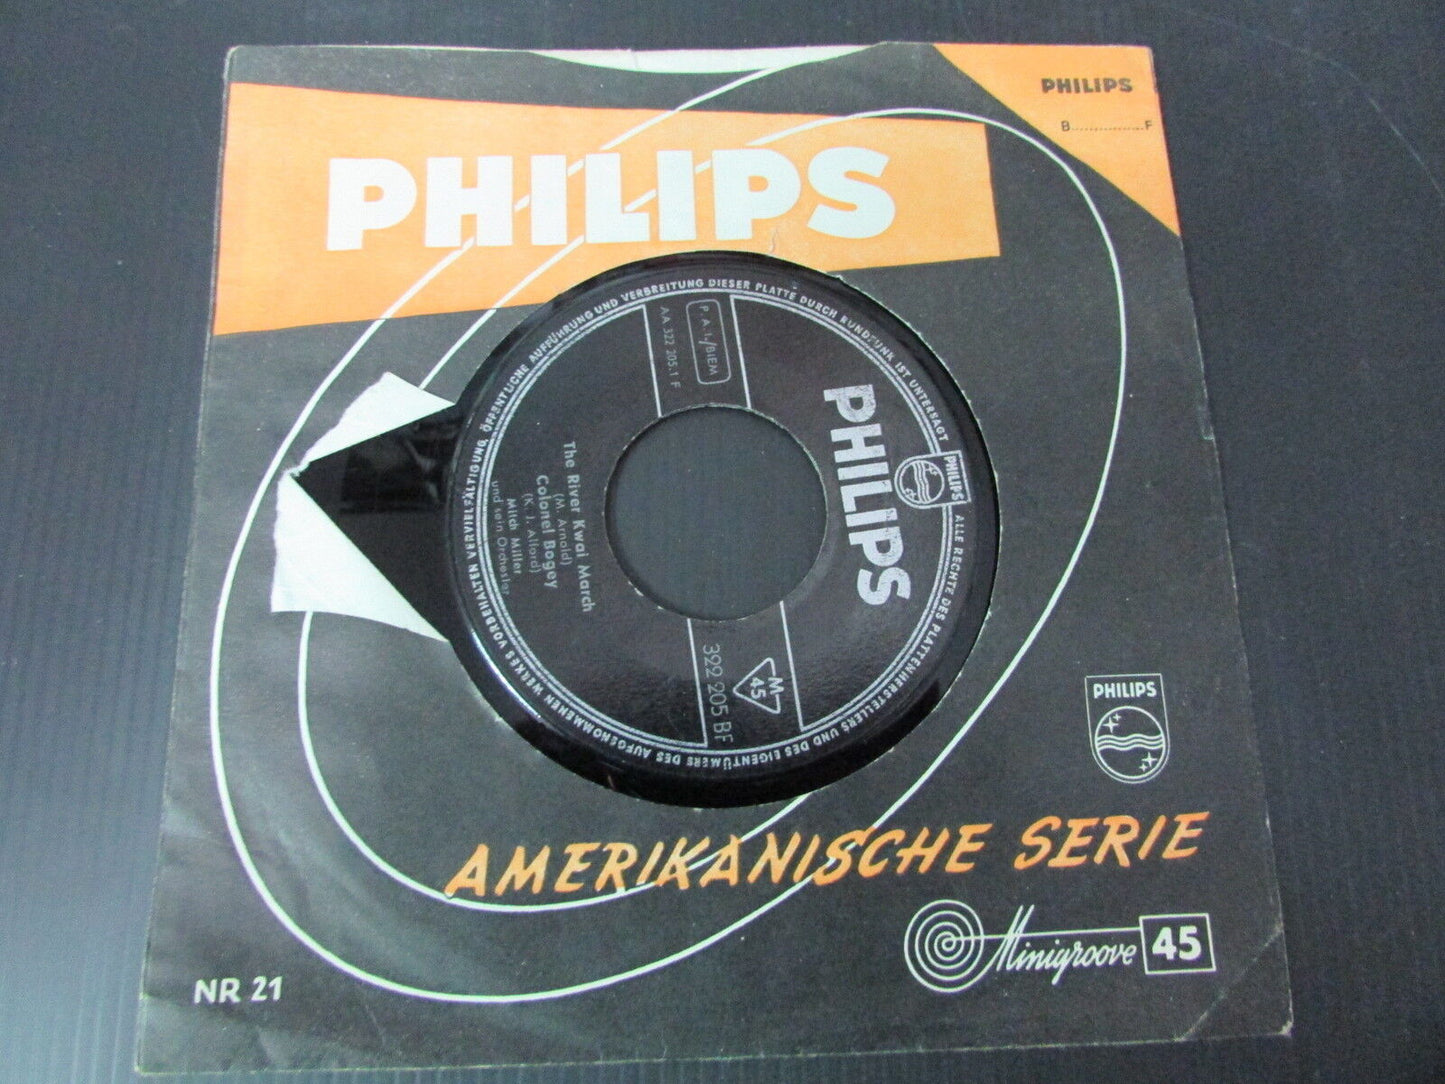 PHILIPS
PHILIPS
B..................F
ALLE RECHTE DES PLATTENHERSTELLERS UND DES EIGENTÜMERS DES AUFGENOMMENEN WERKES VORBEHALTEN VERVIELFÄLTIGUNG, ÖFFENTLICHE AUFFÜHRUNG UND VERBREITUNG DIESER PLATTE DURCH RUNDFUNK IST UNTERSAGT
PHILIPS
PHILIPS
P.A.I./BIEM
AA 322 205.1 F
M
45
322 205 BF
The River Kwai March
(M. Arnold)
Colonel Bogey
(K. J. Alford)
Mitch Miller
und sein Orchester
PHILIPS
AMERIKANISCHE SERIE
Minigroove 45
NR 21